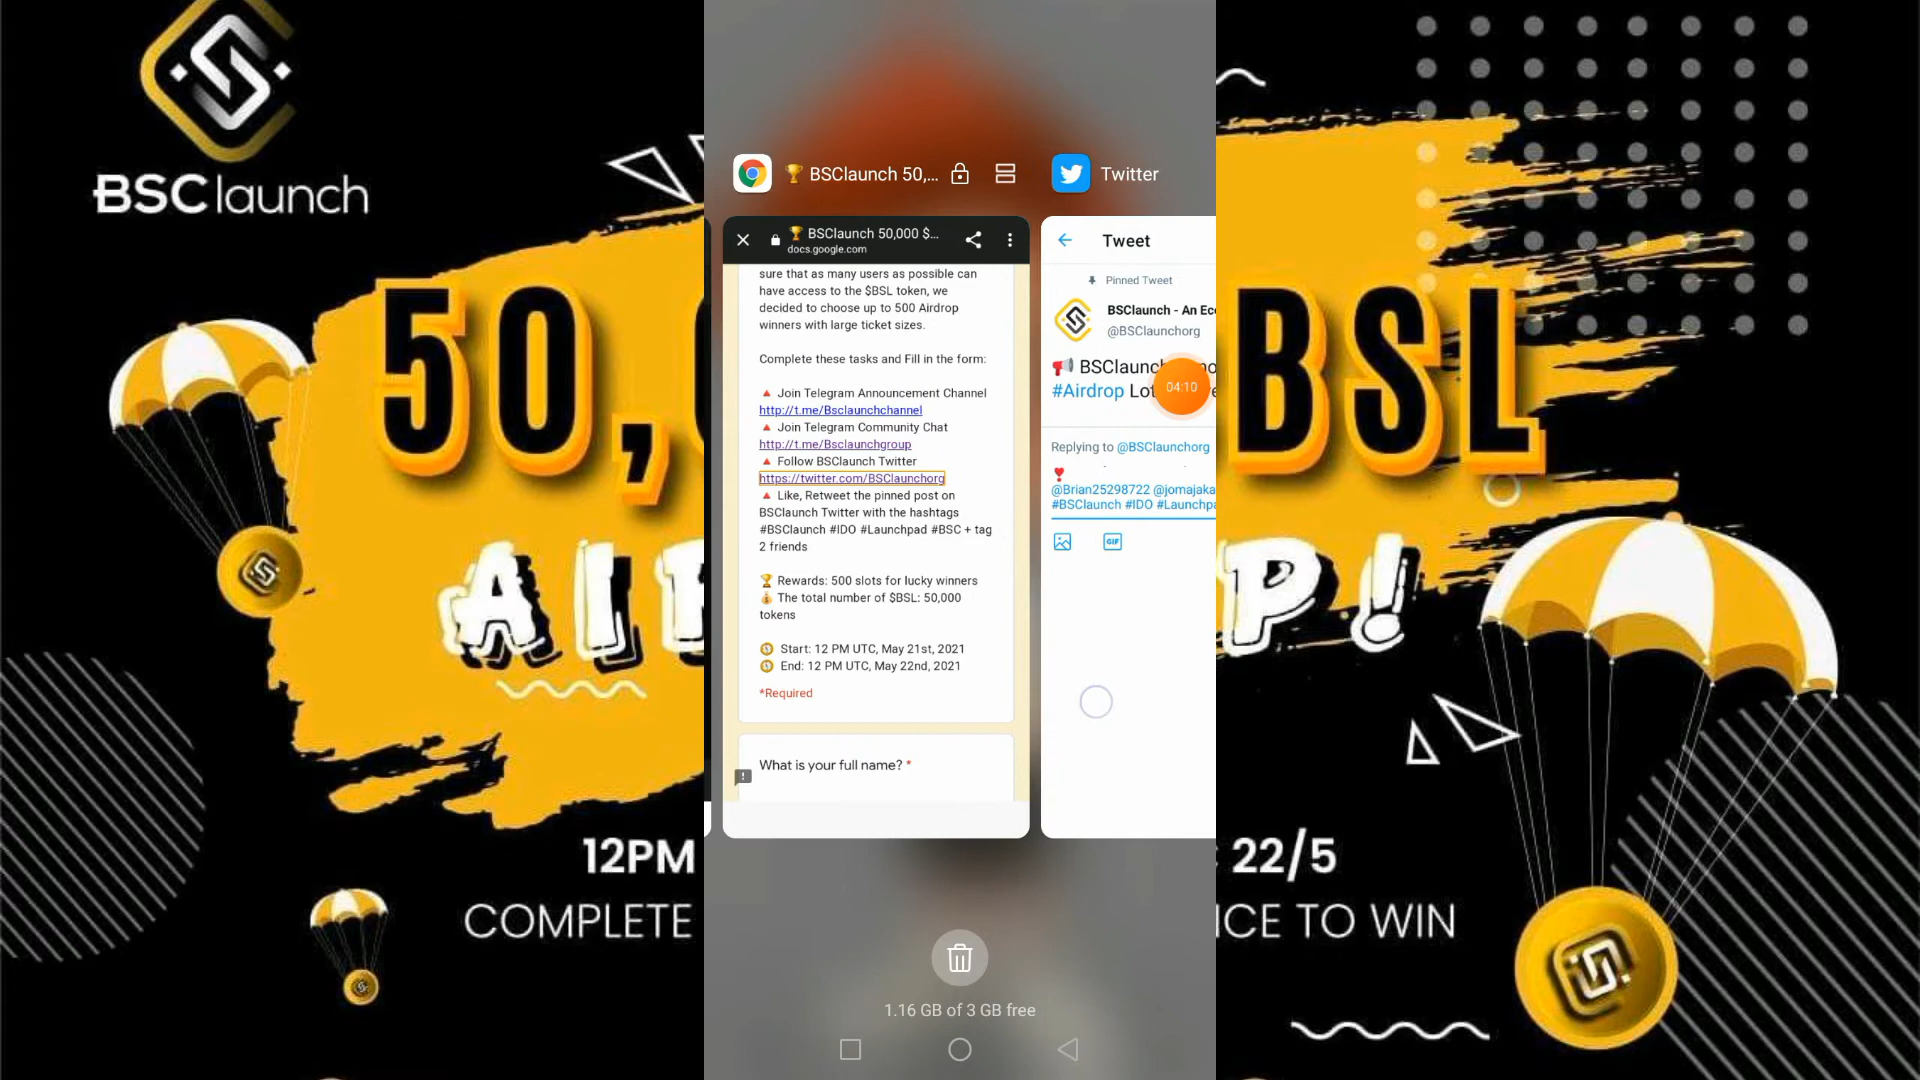 BSClaunch
50,
BSL
AIR
P!
12PM
22/5
COMPLETE
ICE TO WIN
🏆 BSClaunch 50,...
Twitter
🏆 BSClaunch 50,000 $...
docs.google.com
sure that as many users as possible can
have access to the $BSL token, we
decided to choose up to 500 Airdrop
winners with large ticket sizes.
Complete these tasks and Fill in the form:
🔺 Join Telegram Announcement Channel
http://t.me/Bsclaunchchannel
🔺 Join Telegram Community Chat
http://t.me/Bsclaunchgroup
🔺 Follow BSClaunch Twitter
https://twitter.com/BSClaunchorg
🔺 Like, Retweet the pinned post on
BSClaunch Twitter with the hashtags
#BSClaunch #IDO #Launchpad #BSC + tag
2 friends
🏆 Rewards: 500 slots for lucky winners
💰 The total number of $BSL: 50,000
tokens
Start: 12 PM UTC, May 21st, 2021
End: 12 PM UTC, May 22nd, 2021
*Required
What is your full name? *
Tweet
Pinned Tweet
BSClaunch - An Ec
@BSClaunchorg
📢 BSClaunch
#Airdrop Lot
04:10
Replying to @BSClaunchorg
@Brian25298722 @jomajaka
#BSClaunch #IDO #Launchpa
GIF
1.16 GB of 3 GB free